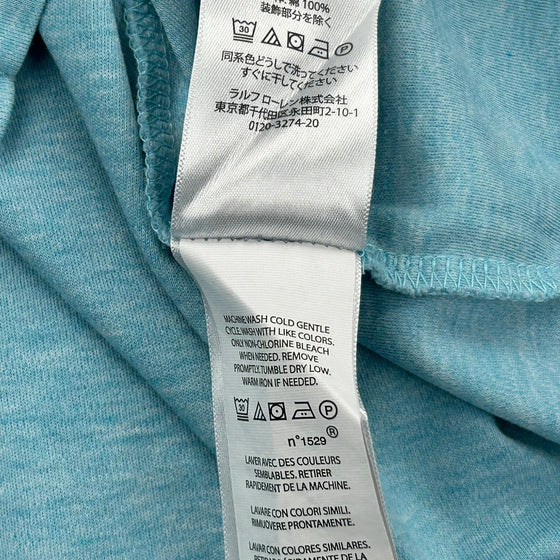 綿 100%
装飾部分を除く
30 P
同系色どうしで洗ってください
すぐに干してください
ラルフ ローレン株式会社
東京都千代田区永田町2-10-1
0120-3274-20
MACHINE WASH COLD GENTLE
CYCLE. WASH WITH LIKE COLORS.
ONLY NON-CHLORINE BLEACH
WHEN NEEDED. REMOVE
PROMPTLY. TUMBLE DRY LOW.
WARM IRON IF NEEDED.
30 P
n°1529 ®
LAVER AVEC DES COULEURS
SEMBLABLES. RETIRER
RAPIDEMENT DE LA MACHINE.
LAVARE CON COLORI SIMILI.
RIMUOVERE PRONTAMENTE.
LAVAR CON COLORES SIMILARES.